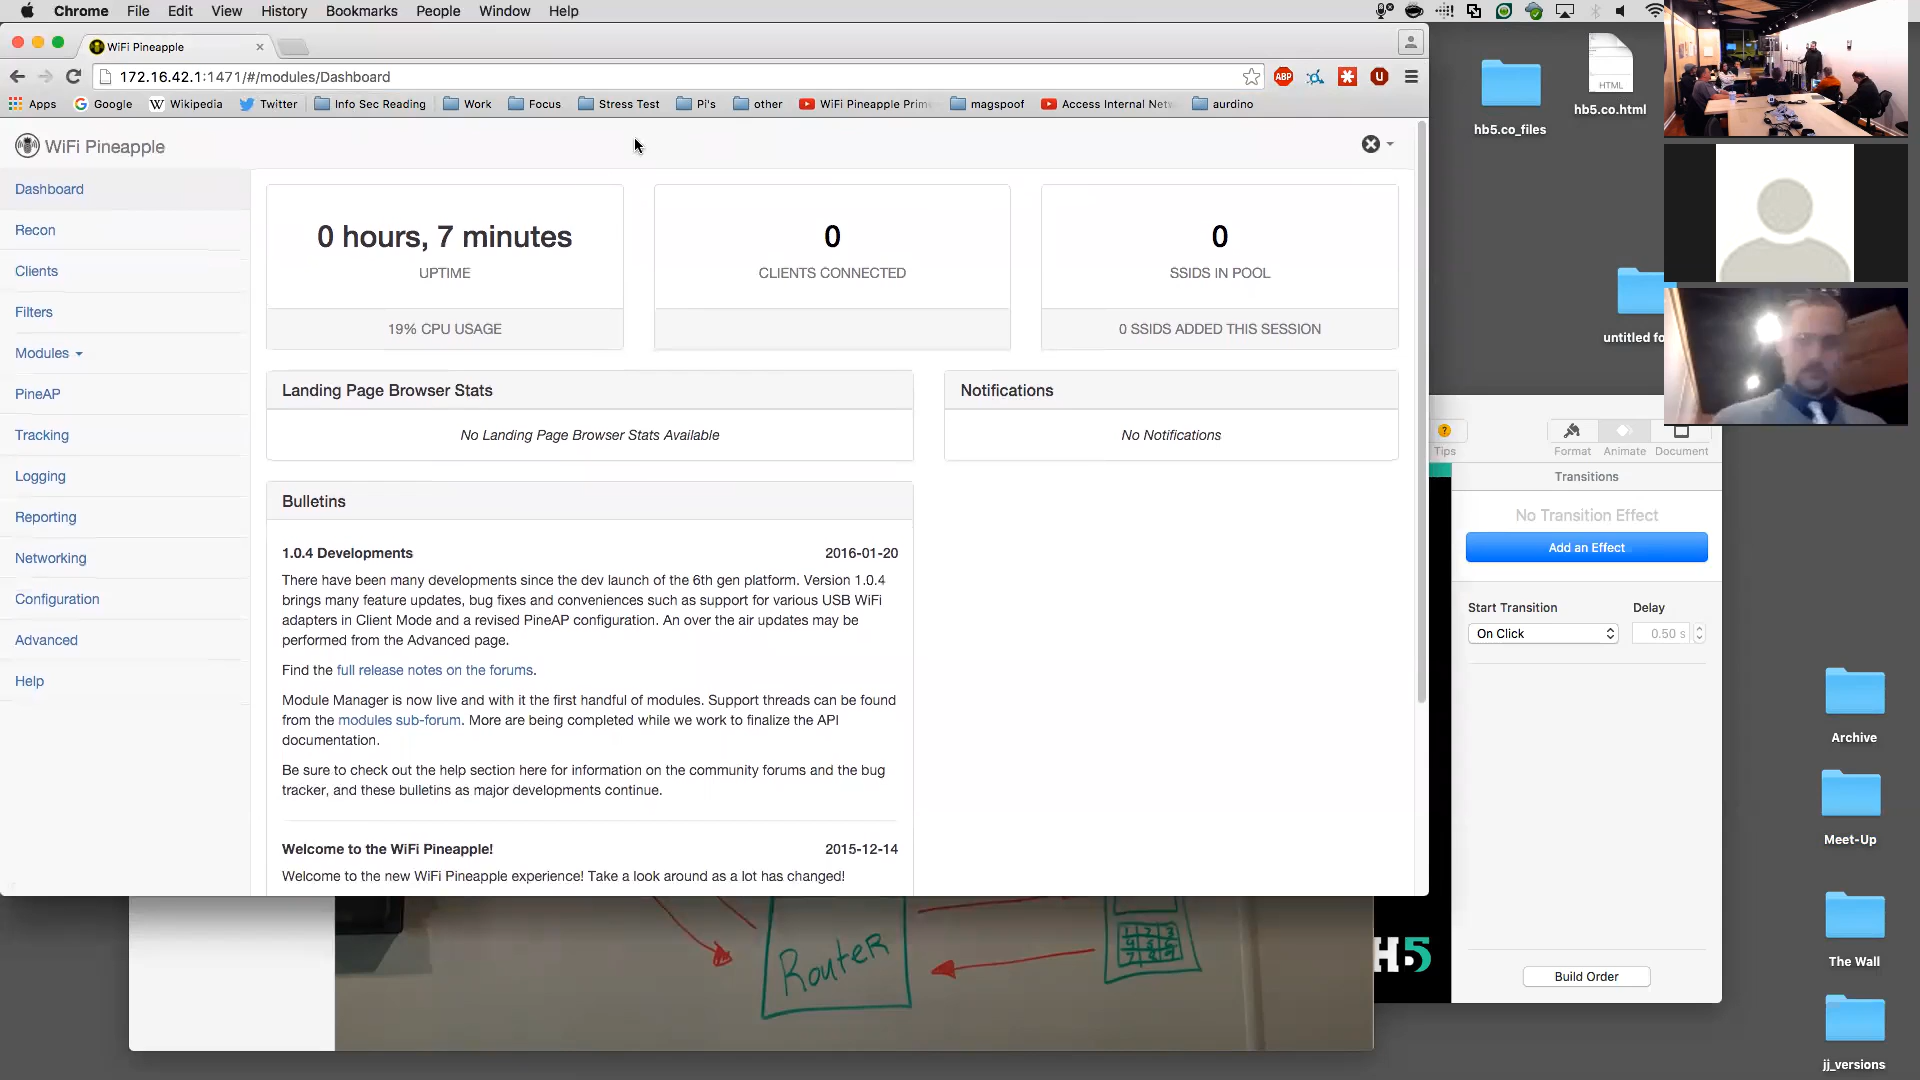 Chrome File Edit View History Bookmarks People Window Help
WiFi Pineapple
172.16.42.1:1471/#/modules/Dashboard
ABP
Apps Google Wikipedia Twitter Info Sec Reading Work Focus Stress Test Pi's other WiFi Pineapple Prim magspoof Access Internal Netw aurdino
WiFi Pineapple
Dashboard
Recon
Clients
Filters
Modules
PineAP
Tracking
Logging
Reporting
Networking
Configuration
Advanced
Help
0 hours, 7 minutes
UPTIME
19% CPU USAGE
0
CLIENTS CONNECTED
0
SSIDS IN POOL
0 SSIDS ADDED THIS SESSION
Landing Page Browser Stats
No Landing Page Browser Stats Available
Notifications
No Notifications
Bulletins
1.0.4 Developments 2016-01-20
There have been many developments since the dev launch of the 6th gen platform. Version 1.0.4
brings many feature updates, bug fixes and conveniences such as support for various USB WiFi
adapters in Client Mode and a revised PineAP configuration. An over the air updates may be
performed from the Advanced page.
Find the full release notes on the forums.
Module Manager is now live and with it the first handful of modules. Support threads can be found
from the modules sub-forum. More are being completed while we work to finalize the API
documentation.
Be sure to check out the help section here for information on the community forums and the bug
tracker, and these bulletins as major developments continue.
Welcome to the WiFi Pineapple! 2015-12-14
Welcome to the new WiFi Pineapple experience! Take a look around as a lot has changed!
Router
H5
hb5.co_files
HTML
hb5.co.html
untitled fo
Tips
Format Animate Document
Transitions
No Transition Effect
Add an Effect
Start Transition Delay
On Click 0.50 s
Build Order
Archive
Meet-Up
The Wall
jj_versions